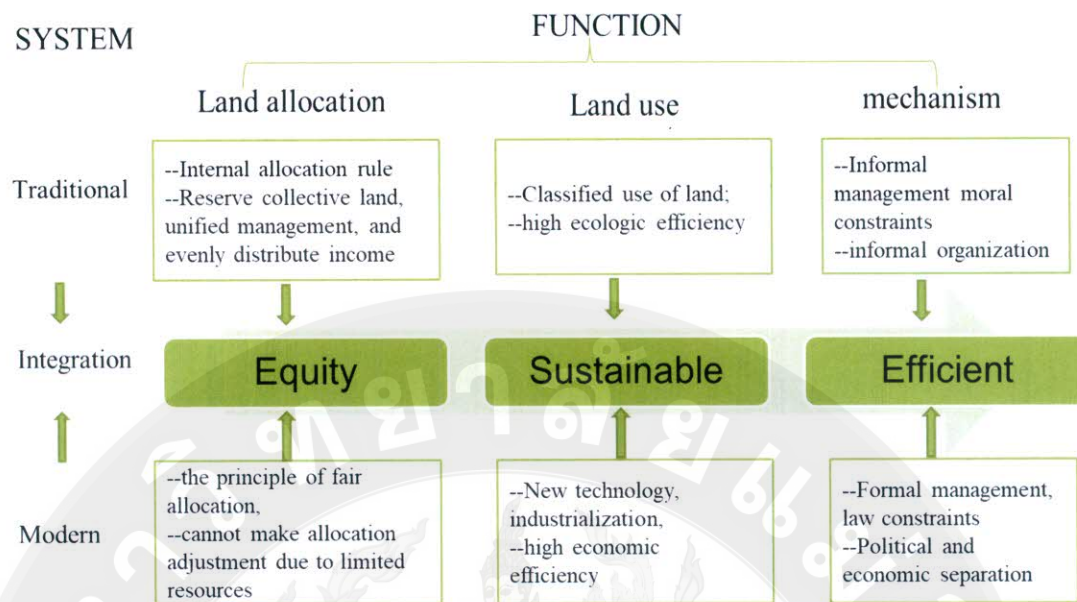 SYSTEM
FUNCTION
Land allocation
Land use
mechanism
Traditional
--Internal allocation rule
--Reserve collective land,
unified management, and
evenly distribute income
--Classified use of land;
--high ecologic efficiency
--Informal
management moral
constraints
--informal organization
Integration
Equity
Sustainable
Efficient
Modern
--the principle of fair
allocation,
--cannot make allocation
adjustment due to limited
resources
--New technology,
industrialization,
--high economic
efficiency
--Formal management,
law constraints
--Political and
economic separation